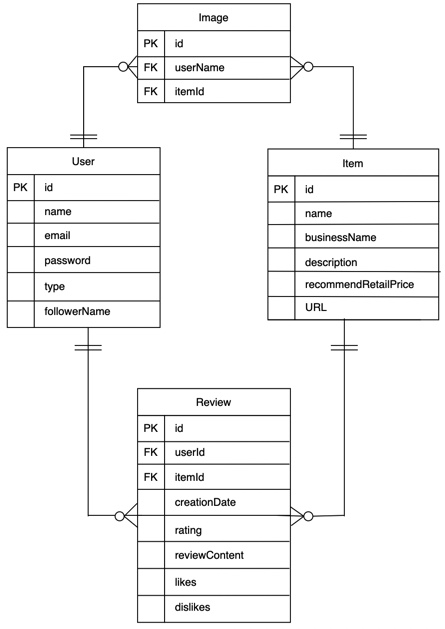 Image
PK id
FK userName
FK itemId
User
PK id
name
email
password
type
followerName
Item
PK id
name
businessName
description
recommendRetailPrice
URL
Review
PK id
FK userId
FK itemId
creationDate
rating
reviewContent
likes
dislikes